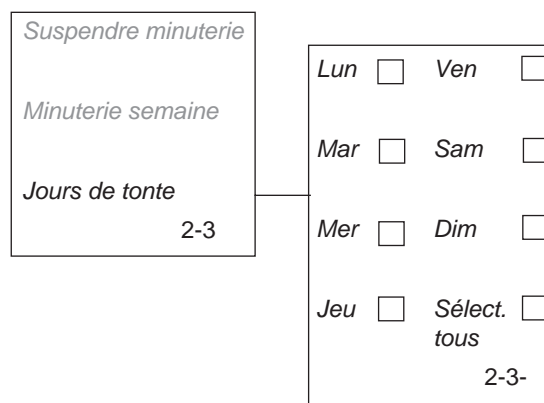 Suspendre minuterie
Minuterie semaine
Jours de tonte
2-3
Lun Ven
Mar Sam
Mer Dim
Jeu Sélect.
tous
2-3-